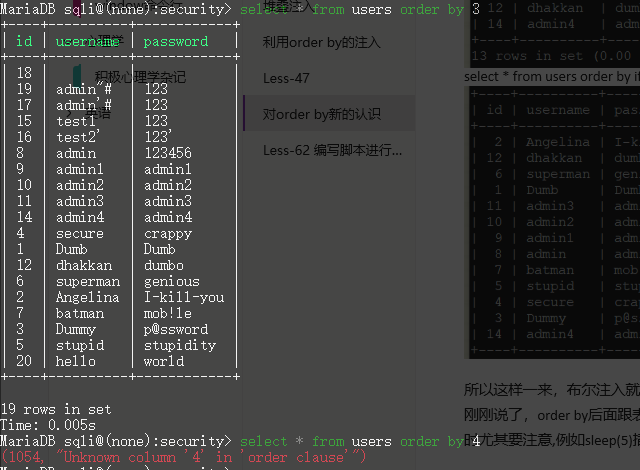 MariaDB sqli@(none):security> select * from users order by 3
+----+----------+------------+
| id | username | password |
+----+----------+------------+
| 18 | | |
| 19 | admin"# | 123 |
| 17 | admin'# | 123 |
| 15 | test1 | 123 |
| 16 | test2' | 123' |
| 8 | admin | 123456 |
| 9 | admin1 | admin1 |
| 10 | admin2 | admin2 |
| 11 | admin3 | admin3 |
| 14 | admin4 | admin4 |
| 4 | secure | crappy |
| 1 | Dumb | Dumb |
| 12 | dhakkan | dumbo |
| 6 | superman | genious |
| 2 | Angelina | I-kill-you |
| 7 | batman | mob!le |
| 3 | Dummy | p@ssword |
| 5 | stupid | stupidity |
| 20 | hello | world |
+----+----------+------------+
19 rows in set
Time: 0.005s
MariaDB sqli@(none):security> select * from users order by 4
(1054, "Unknown column '4' in 'order clause'")
MariaDB sqli@(none):security>
心理学
积极心理学杂记
英语
堆叠注入
利用order by的注入
Less-47
对order by新的认识
Less-62 编写脚本进行...
| 12 | dhakkan | dum
| 14 | admin4 | adm
13 rows in set (0.00
select * from users order by if
| id | username | pas
| 2 | Angelina | I-k
| 12 | dhakkan | dum
| 6 | superman | gen
| 1 | Dumb | Dum
| 11 | admin3 | adm
| 10 | admin2 | adm
| 9 | admin1 | adm
| 8 | admin | adm
| 7 | batman | mob
| 5 | stupid | stu
| 4 | secure | cra
| 3 | Dummy | p@s
| 14 | admin4 | adm
所以这样一来，布尔注入就
刚刚说了，order by后面跟表
时尤其要注意,例如sleep(5)插